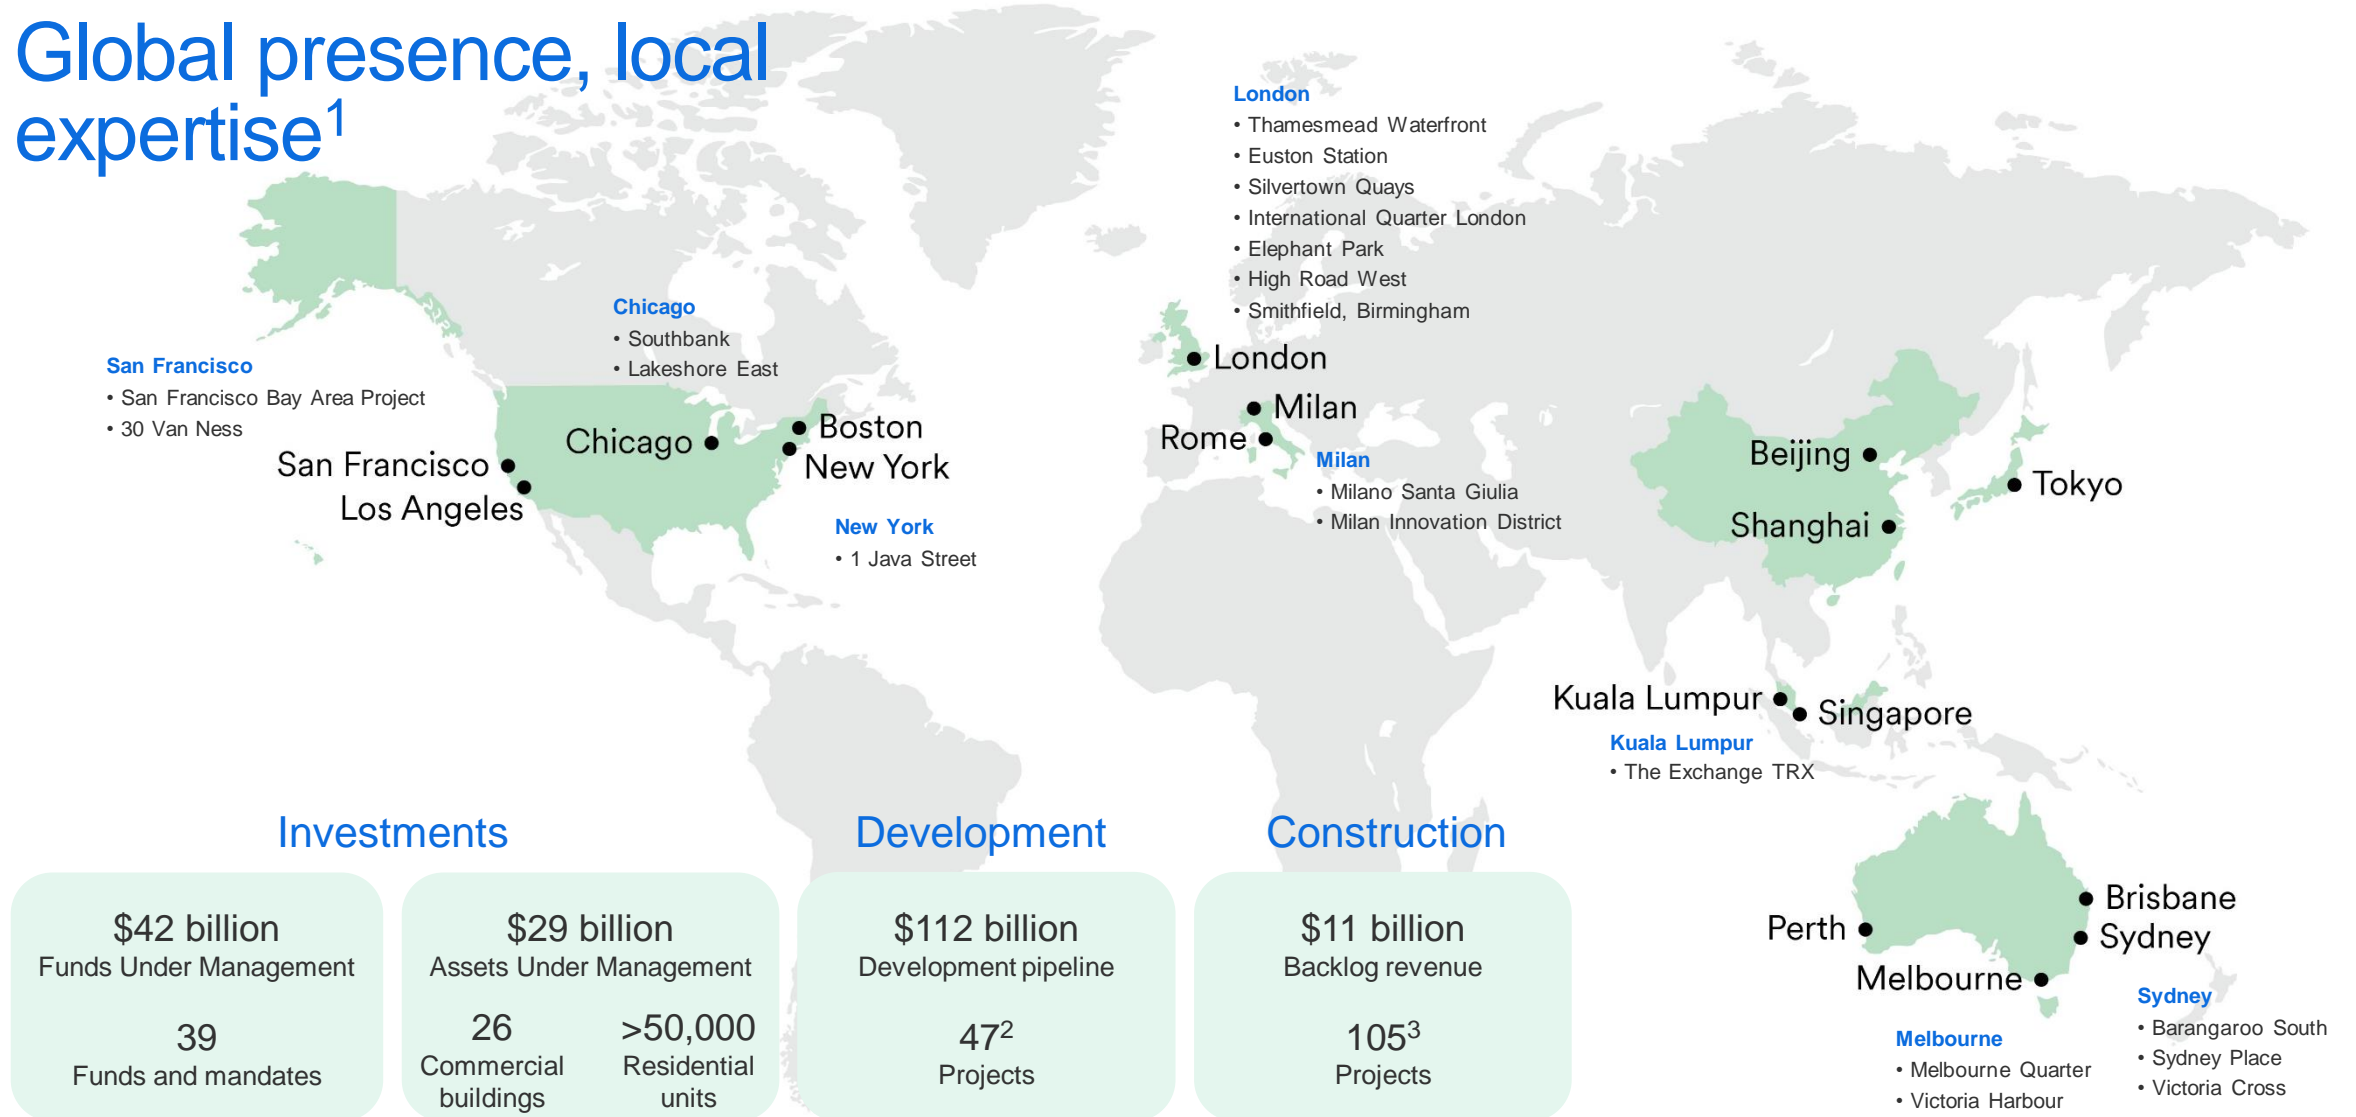 Global presence, local
expertise1
London
• Thamesmead Waterfront
• Euston Station
• Silvertown Quays
• International Quarter London
• Elephant Park
• High Road West
• Smithfield, Birmingham
Chicago
• Southbank
• Lakeshore East
San Francisco
• San Francisco Bay Area Project
• 30 Van Ness
London
Milan
Rome
Boston
Chicago
New York
San Francisco
Los Angeles
Milan
• Milano Santa Giulia
• Milan Innovation District
New York
• 1 Java Street
Beijing
Tokyo
Shanghai
Kuala Lumpur
Singapore
Kuala Lumpur
• The Exchange TRX
Brisbane
Perth
Sydney
Melbourne
Sydney
• Barangaroo South
• Sydney Place
• Victoria Cross
Melbourne
• Melbourne Quarter
• Victoria Harbour
Investments
$42 billion
Funds Under Management
39
Funds and mandates
$29 billion
Assets Under Management
26
Commercial
buildings
>50,000
Residential
units
Development
$112 billion
Development pipeline
472
Projects
Construction
$11 billion
Backlog revenue
1053
Projects